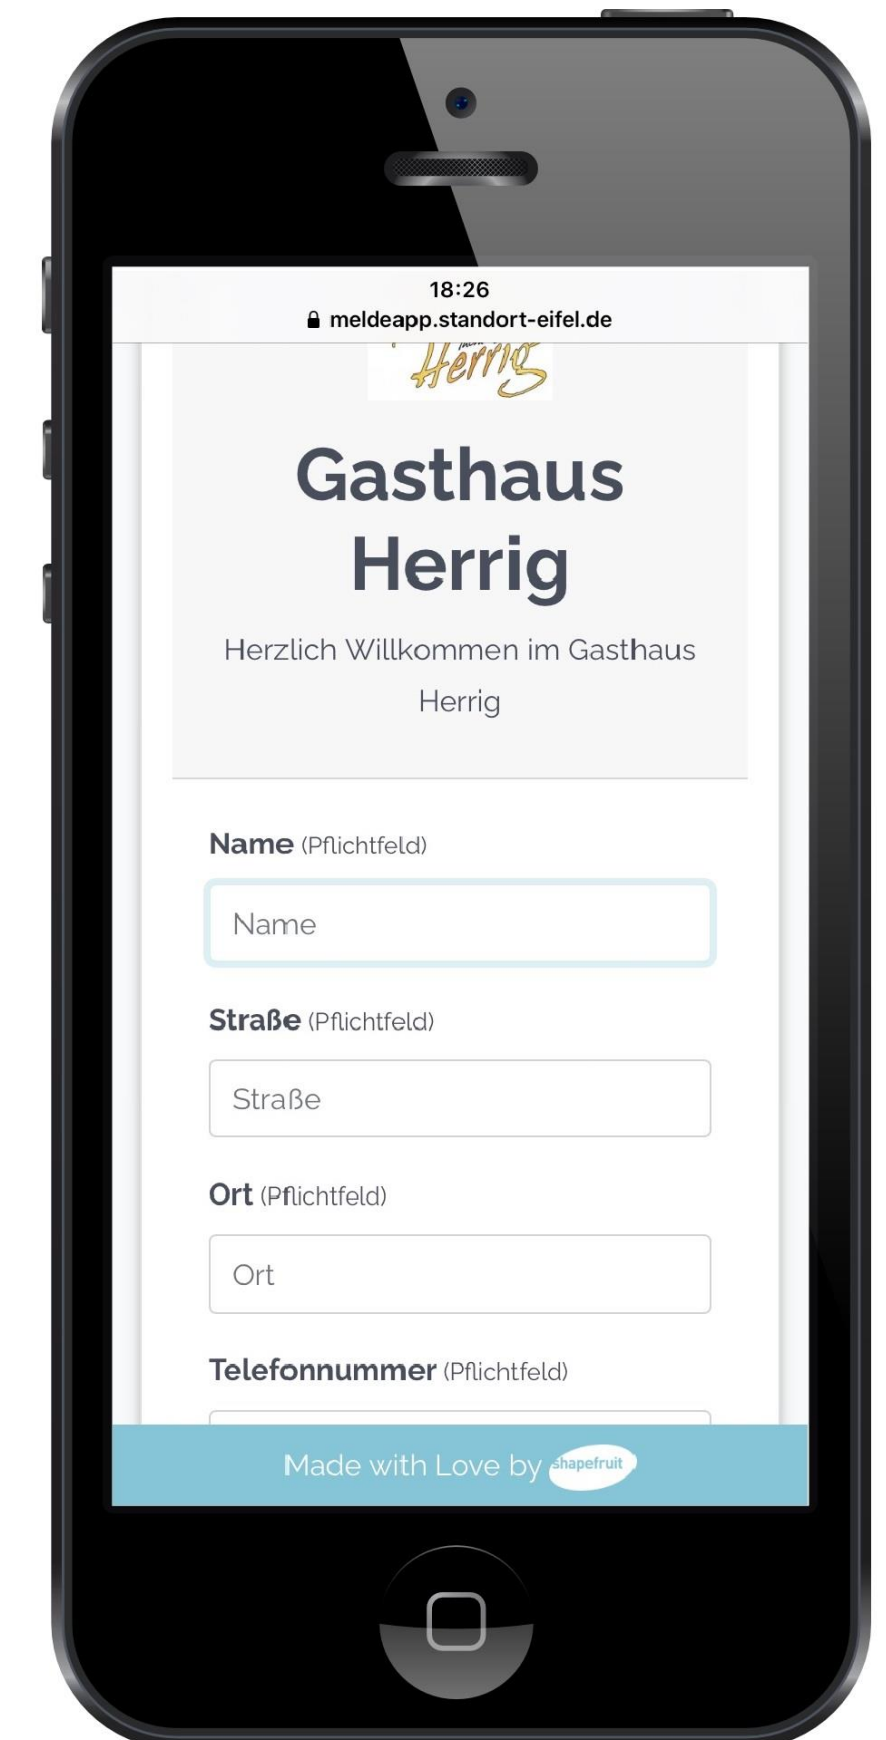 18:26
meldeapp.standort-eifel.de
Herrig
Gasthaus
Herrig
Herzlich Willkommen im Gasthaus
Herrig
Name (Pflichtfeld)
Name
Straße (Pflichtfeld)
Straße
Ort (Pflichtfeld)
Ort
Telefonnummer (Pflichtfeld)
Made with Love by shapefruit